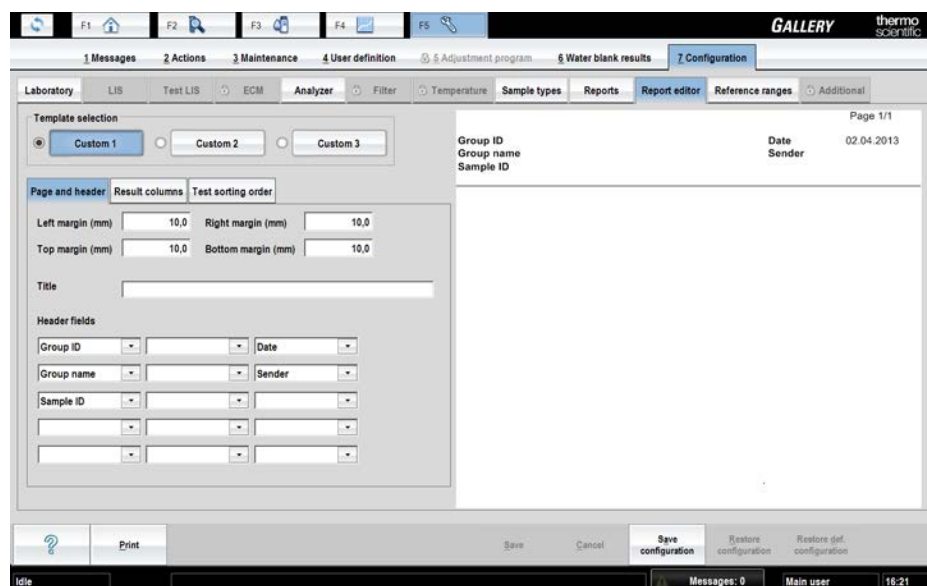 F1 F2 F3 F4 F5 GALLERY thermo scientific
1 Messages 2 Actions 3 Maintenance 4 User definition 5 Adjustment program 6 Water blank results 7 Configuration
Laboratory LIS Test LIS ECM Analyzer Filter Temperature Sample types Reports Report editor Reference ranges Additional
Template selection
Custom 1 Custom 2 Custom 3
Page and header Result columns Test sorting order
Left margin (mm) 10,0 Right margin (mm) 10,0
Top margin (mm) 10,0 Bottom margin (mm) 10,0
Title
Header fields
Group ID Date
Group name Sender
Sample ID
Page 1/1
Group ID Date 02.04.2013
Group name Sender
Sample ID
? Print Save Cancel Save configuration Restore configuration Restore def. configuration
Idle Messages: 0 Main user 16:21